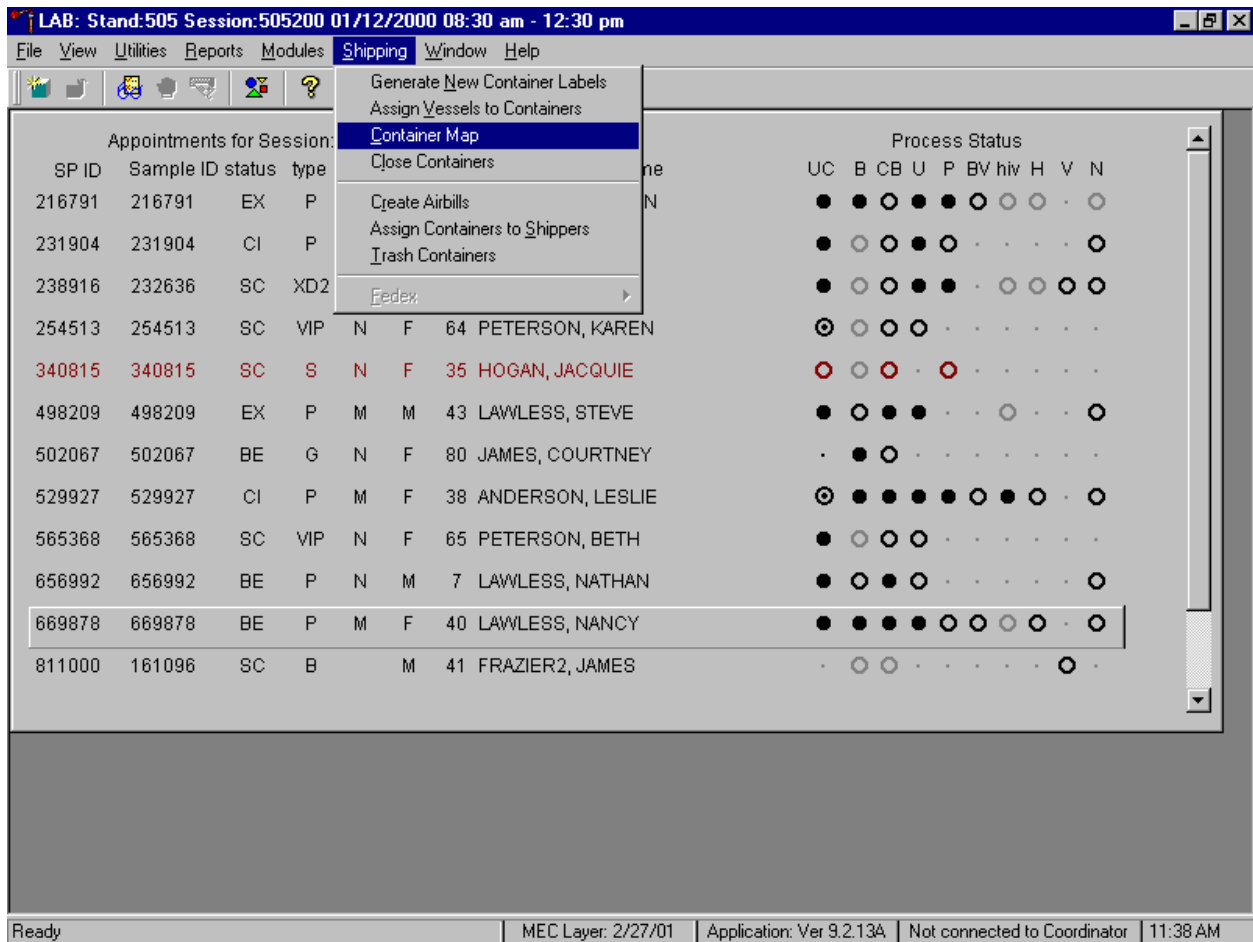 LAB: Stand:505 Session:505200 01/12/2000 08:30 am - 12:30 pm
File View Utilities Reports Modules Shipping Window Help
Generate New Container Labels
Assign Vessels to Containers
Container Map
Close Containers
Create Airbills
Assign Containers to Shippers
Trash Containers
Fedex
Appointments for Session: Process Status
SP ID Sample ID status type me UC B CB U P BV hiv H V N
216791 216791 EX P N
231904 231904 CI P
238916 232636 SC XD2
254513 254513 SC VIP N F 64 PETERSON, KAREN
340815 340815 SC S N F 35 HOGAN, JACQUIE
498209 498209 EX P M M 43 LAWLESS, STEVE
502067 502067 BE G N F 80 JAMES, COURTNEY
529927 529927 CI P M F 38 ANDERSON, LESLIE
565368 565368 SC VIP N F 65 PETERSON, BETH
656992 656992 BE P N M 7 LAWLESS, NATHAN
669878 669878 BE P M F 40 LAWLESS, NANCY
811000 161096 SC B M 41 FRAZIER2, JAMES
Ready MEC Layer: 2/27/01 Application: Ver 9.2.13A Not connected to Coordinator 11:38 AM